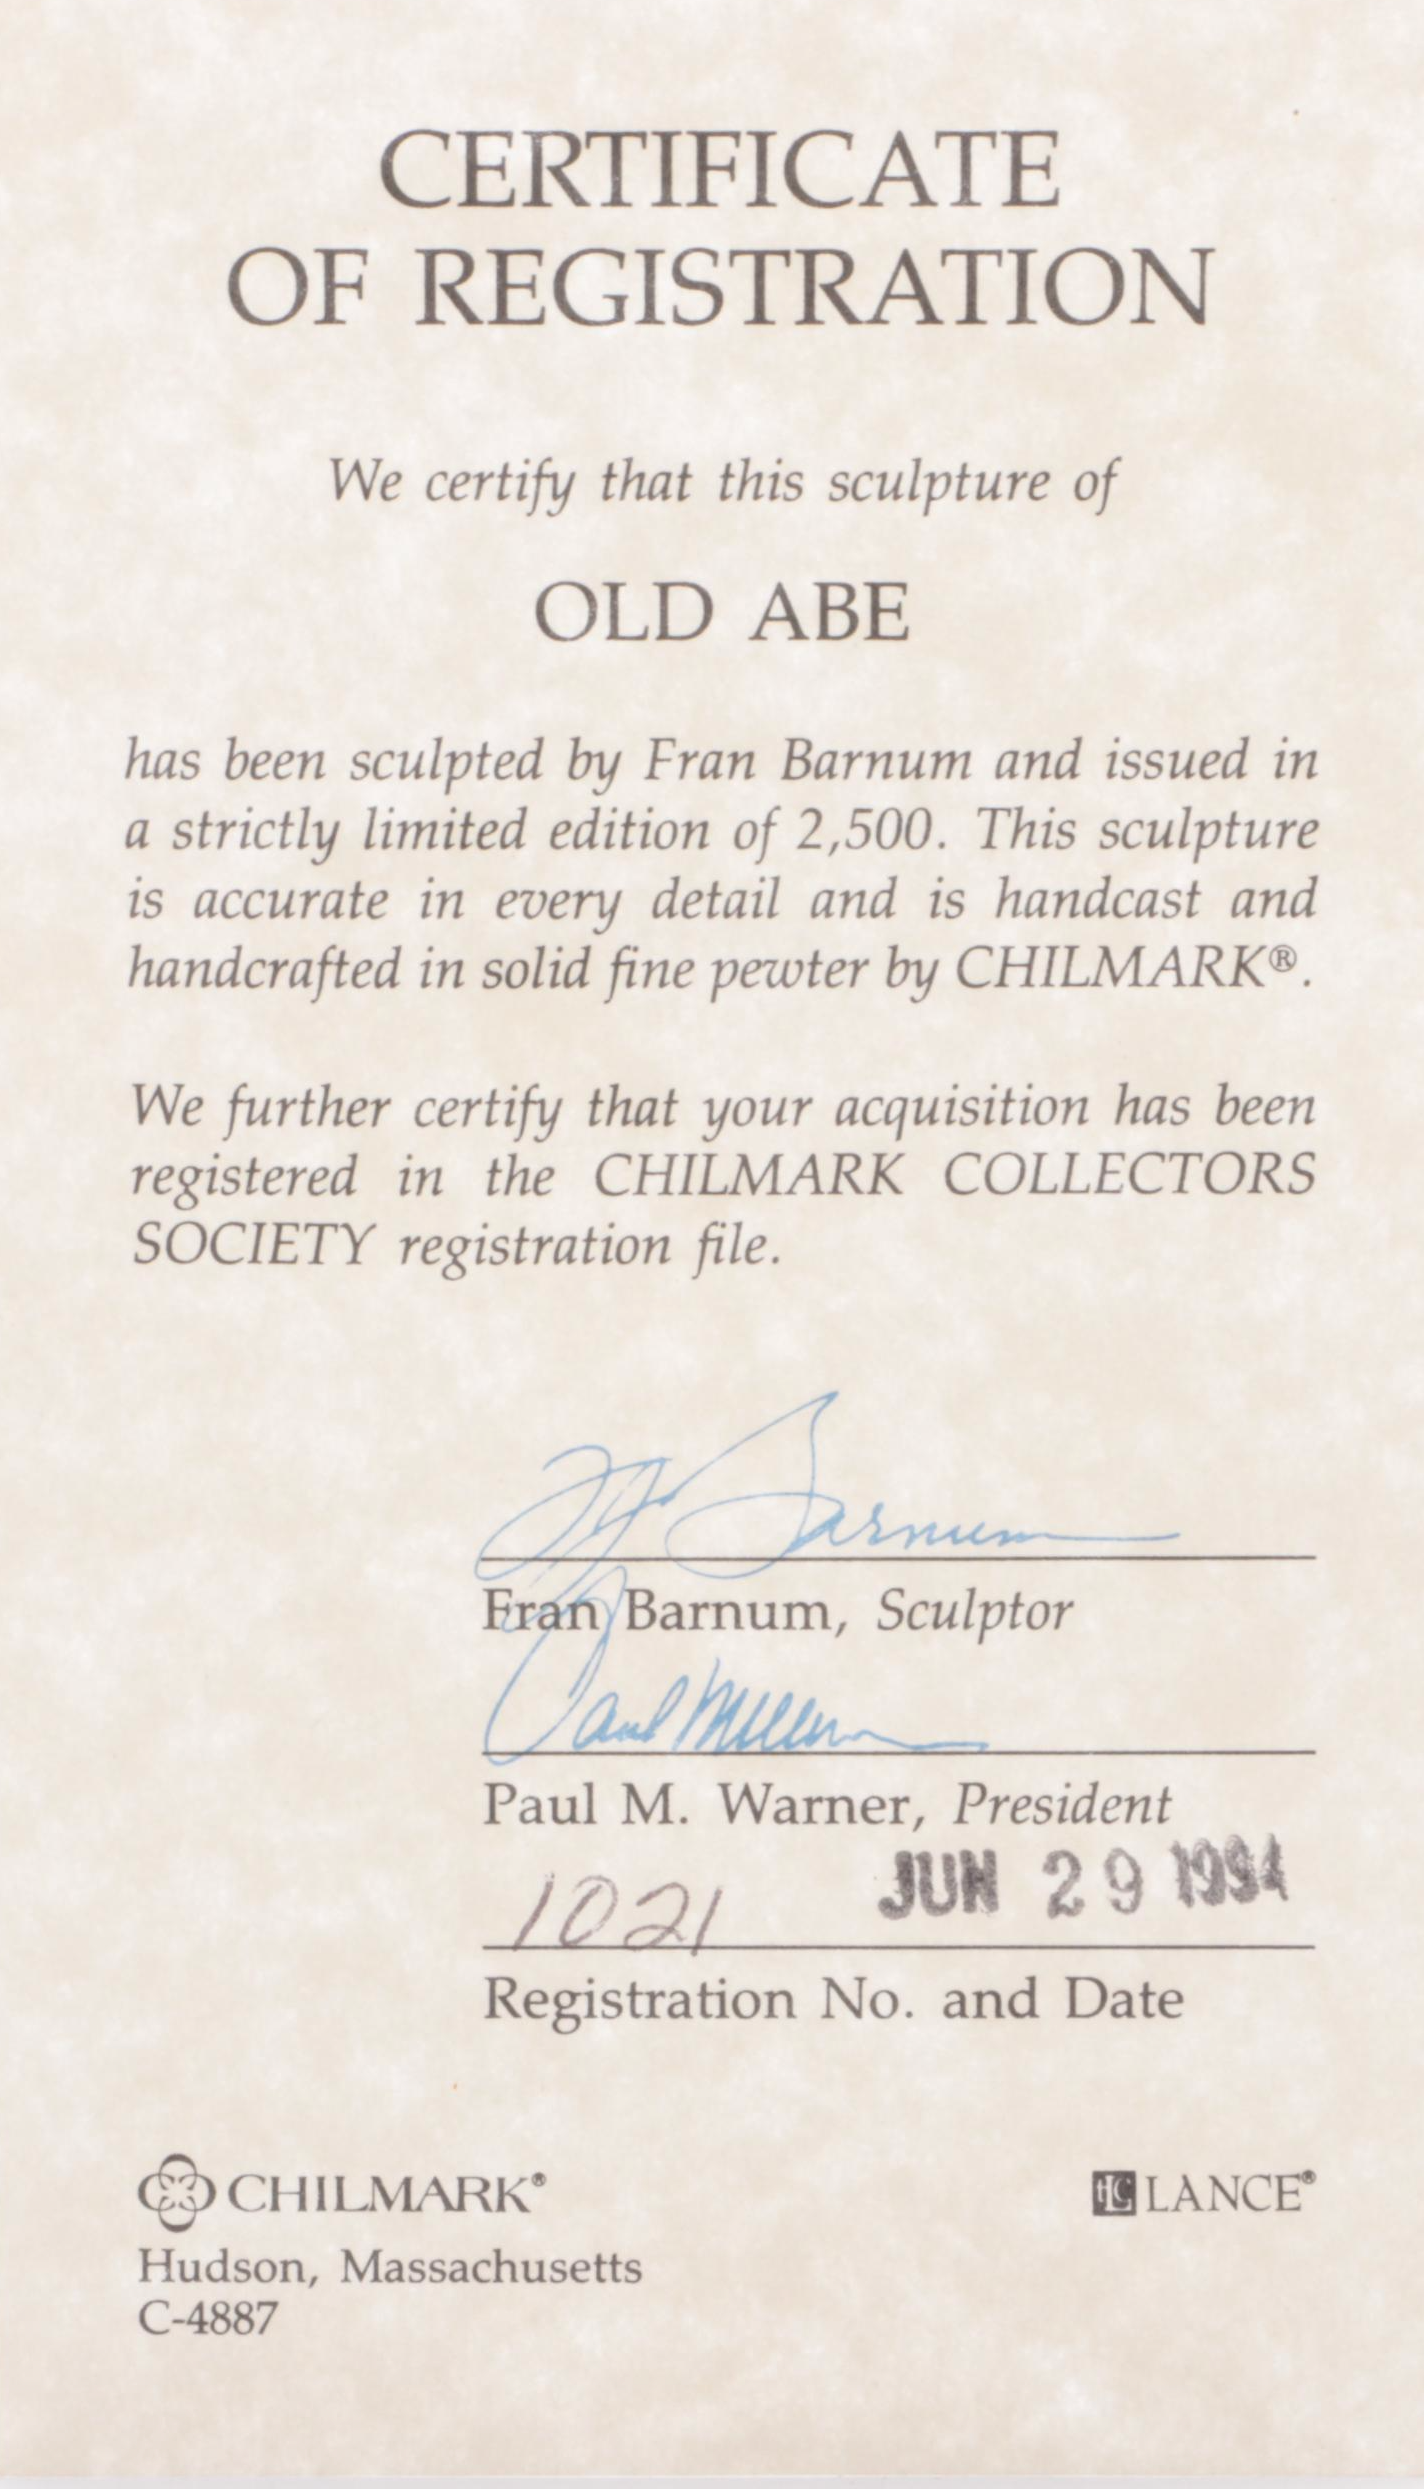 CERTIFICATE
OF REGISTRATION
We certify that this sculpture of
OLD ABE
has been sculpted by Fran Barnum and issued in
a strictly limited edition of 2,500. This sculpture
is accurate in every detail and is handcast and
handcrafted in solid fine pewter by CHILMARK®.
We further certify that your acquisition has been
registered in the CHILMARK COLLECTORS
SOCIETY registration file.
Barnum
Fran Barnum, Sculptor
Paul
Paul M. Warner, President
1021 JUN 29 1994
Registration No. and Date
CHILMARK®
Hudson, Massachusetts
C-4887
LANCE®